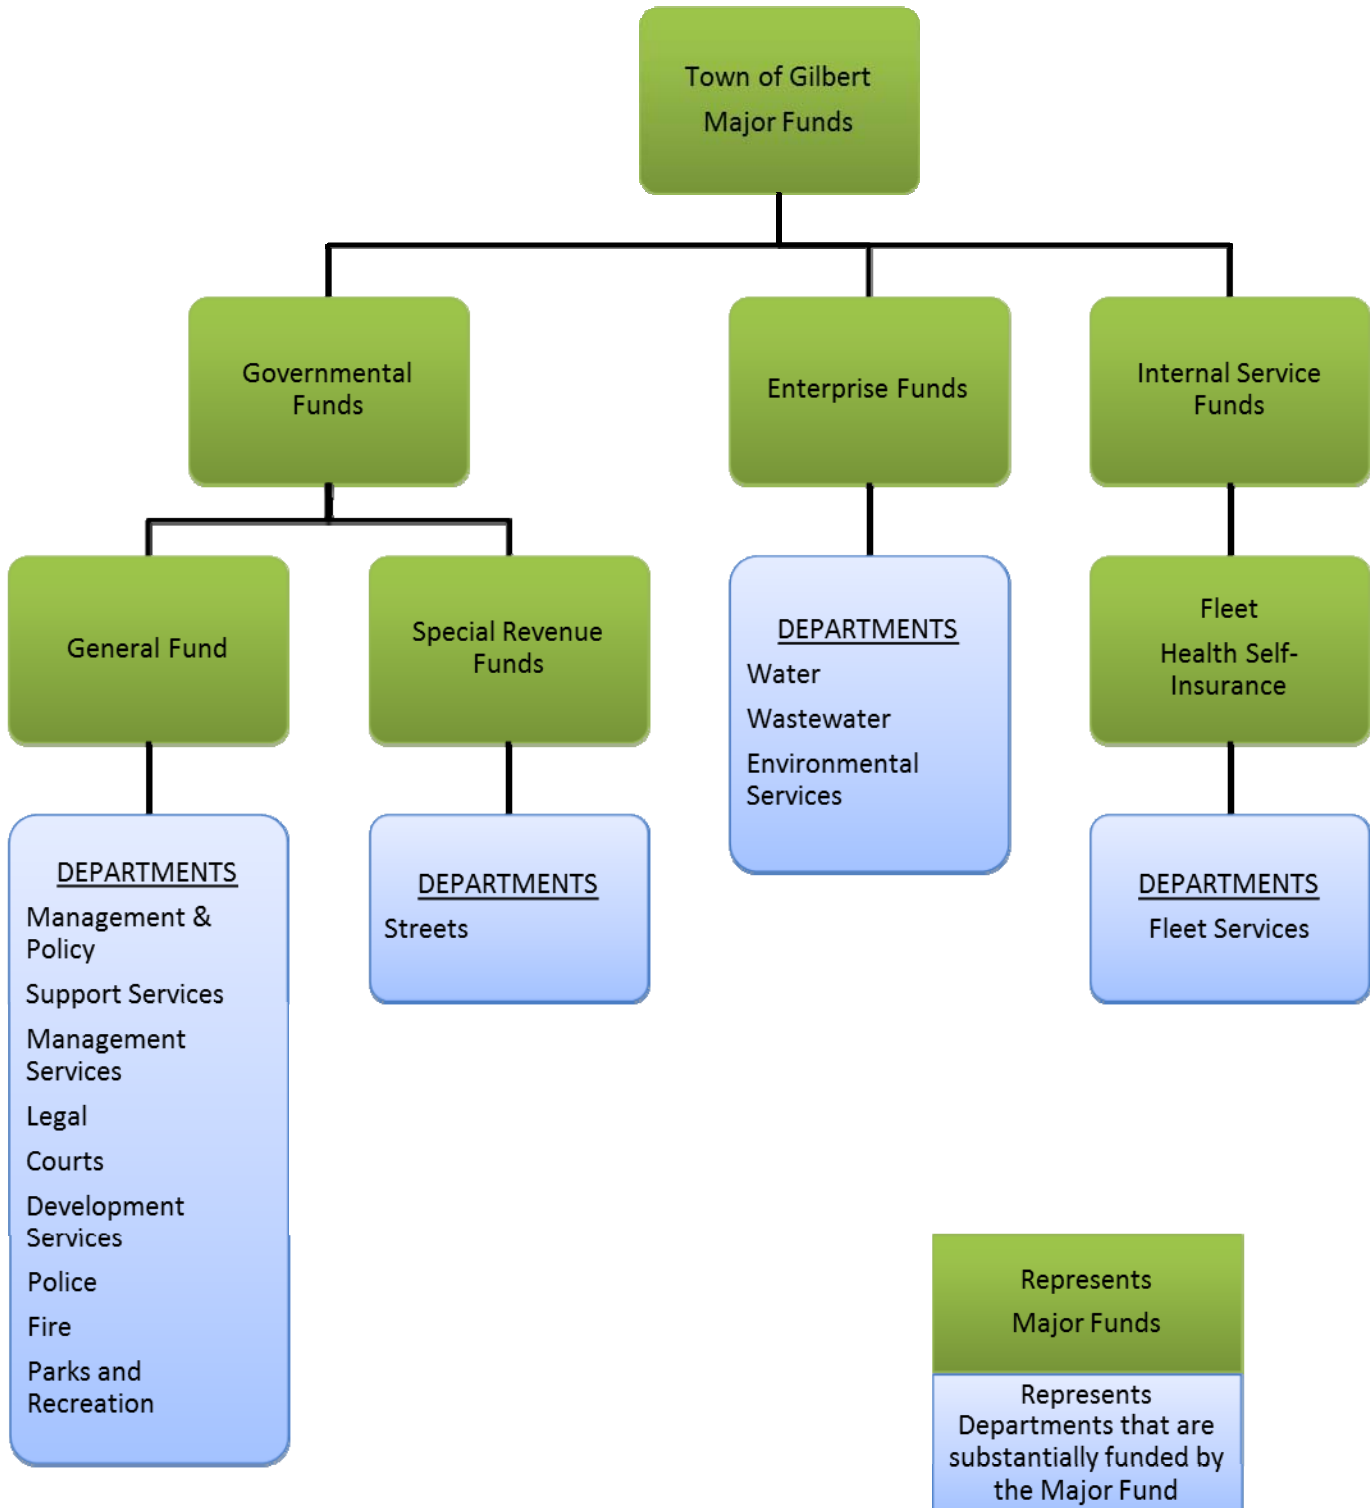 Town of Gilbert
Major Funds
Governmental
Funds
Enterprise Funds
Internal Service
Funds
General Fund
Special Revenue
Funds
DEPARTMENTS
Water
Wastewater
Environmental
Services
Fleet
Health Self-
Insurance
DEPARTMENTS
Management &
Policy
Support Services
Management
Services
Legal
Courts
Development
Services
Police
Fire
Parks and
Recreation
DEPARTMENTS
Streets
DEPARTMENTS
Fleet Services
Represents
Major Funds
Represents
Departments that are
substantially funded by
the Major Fund